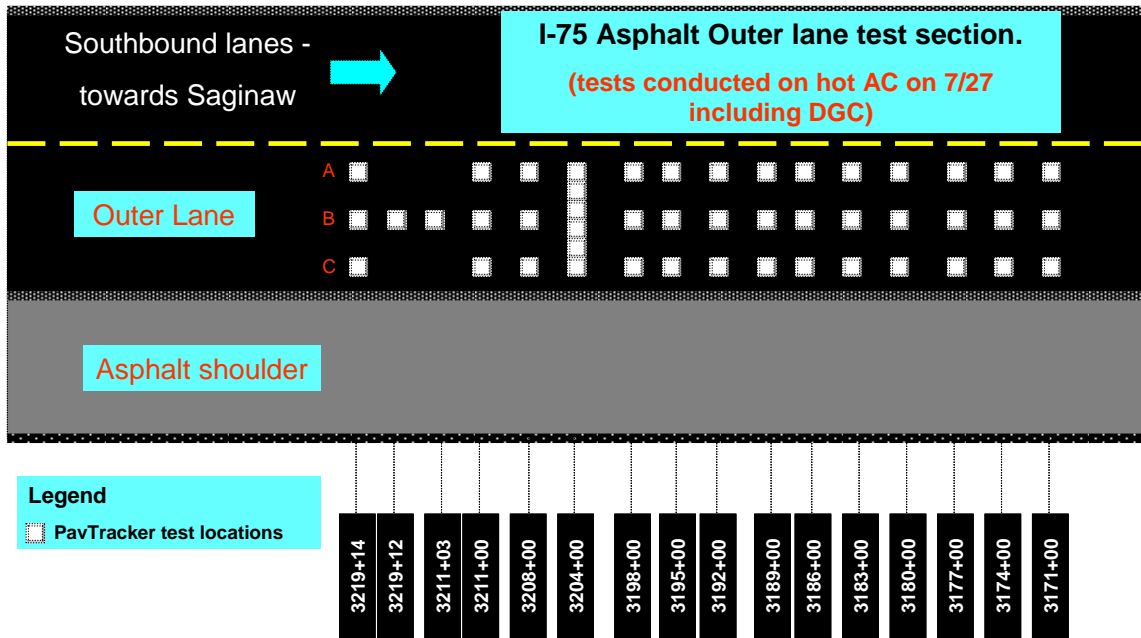 Southbound lanes -
towards Saginaw
I-75 Asphalt Outer lane test section.
(tests conducted on hot AC on 7/27
including DGC)
A
Outer Lane
B
C
Asphalt shoulder
Legend
PavTracker test locations
3219+14
3219+12
3211+03
3211+00
3208+00
3204+00
3198+00
3195+00
3192+00
3189+00
3186+00
3183+00
3180+00
3177+00
3174+00
3171+00